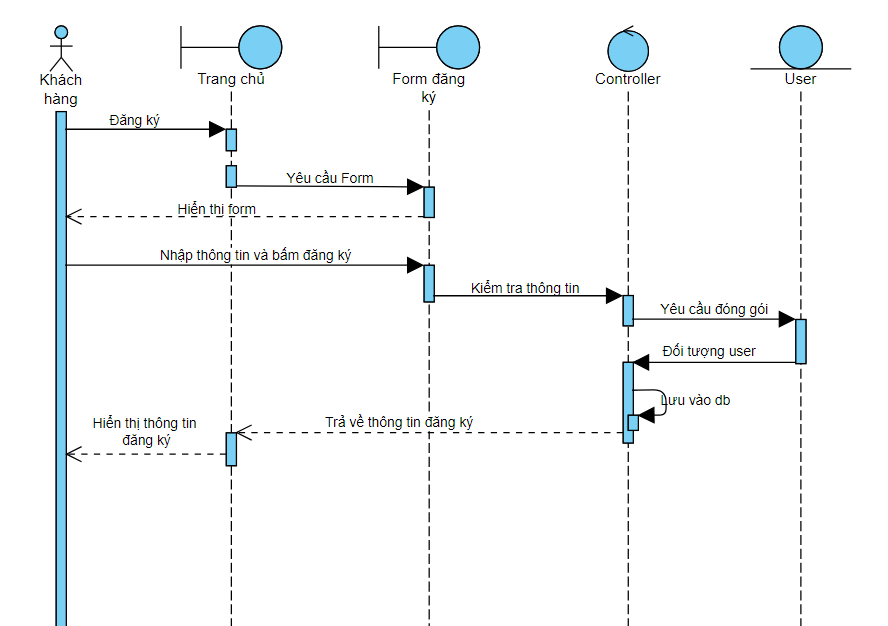 Khách
hàng
Trang chủ
Form đăng
ký
Controller
User
Đăng ký
Yêu cầu Form
Hiển thị form
Nhập thông tin và bấm đăng ký
Kiểm tra thông tin
Yêu cầu đóng gói
Đối tượng user
Lưu vào db
Trả về thông tin đăng ký
Hiển thị thông tin
đăng ký